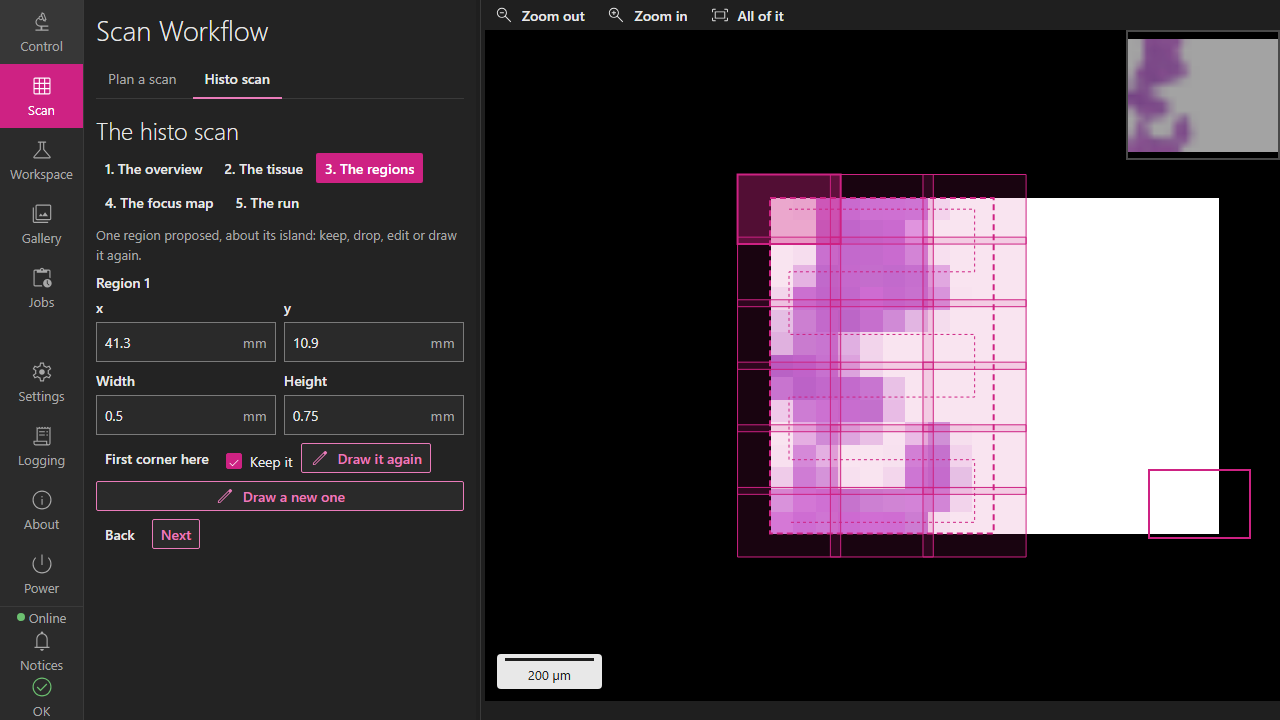 Control
Scan
Workspace
Gallery
Jobs
Settings
Logging
About
Power
Online
Notices
OK
Scan Workflow
Plan a scan
Histo scan
The histo scan
1. The overview
2. The tissue
3. The regions
4. The focus map
5. The run
One region proposed, about its island: keep, drop, edit or draw
it again.
Region 1
x
y
41.3 mm
10.9 mm
Width
Height
0.5 mm
0.75 mm
First corner here
Keep it
Draw it again
Draw a new one
Back
Next
Zoom out
Zoom in
All of it
200 µm